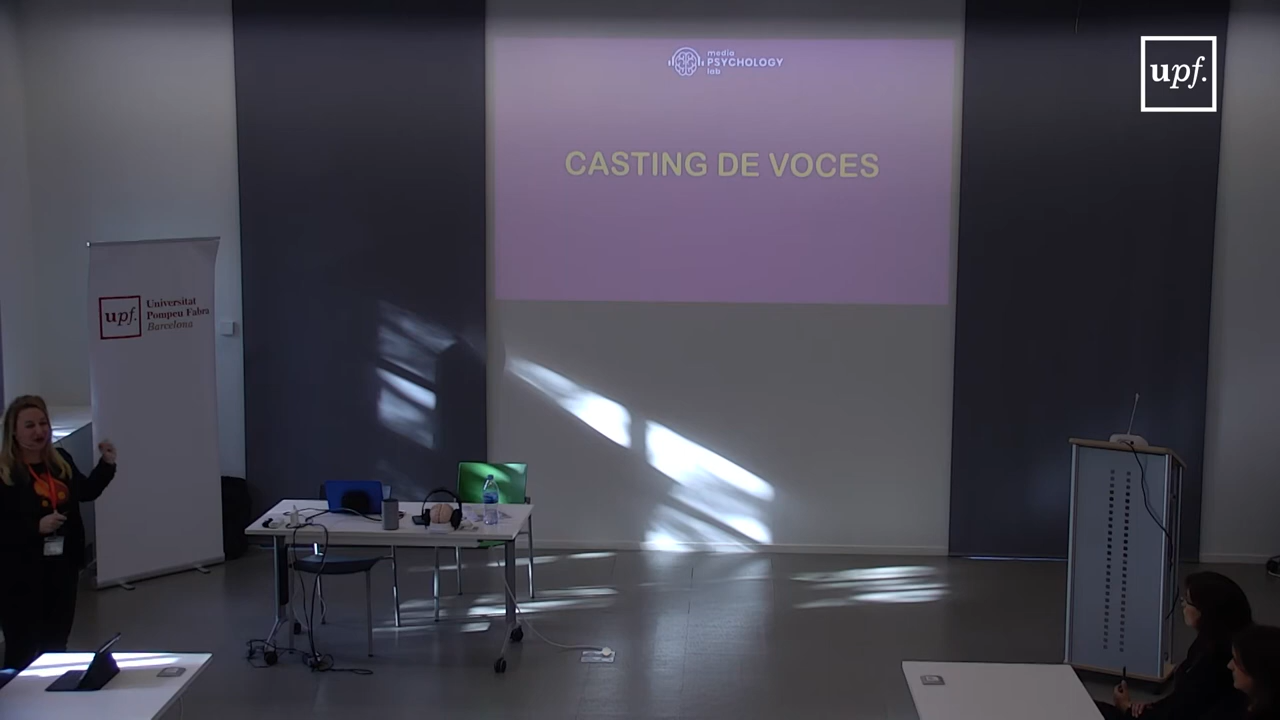 media
PSYCHOLOGY
lab
CASTING DE VOCES
upf.
upf.
Universitat
Pompeu Fabra
Barcelona